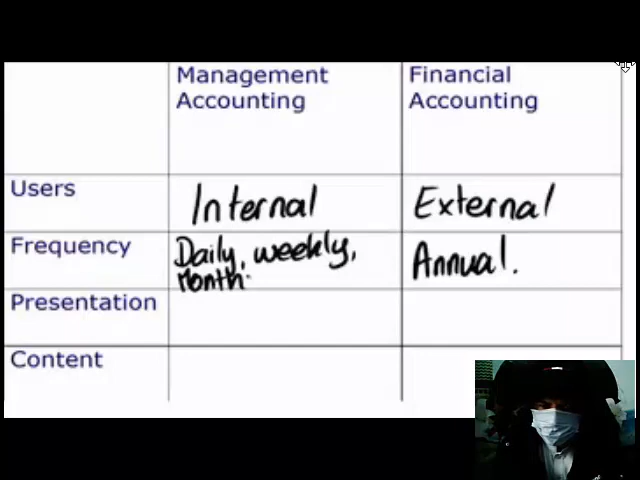 Management Accounting
Financial Accounting
Users
Internal
External
Frequency
Daily, weekly,
Month.
Annual.
Presentation
Content